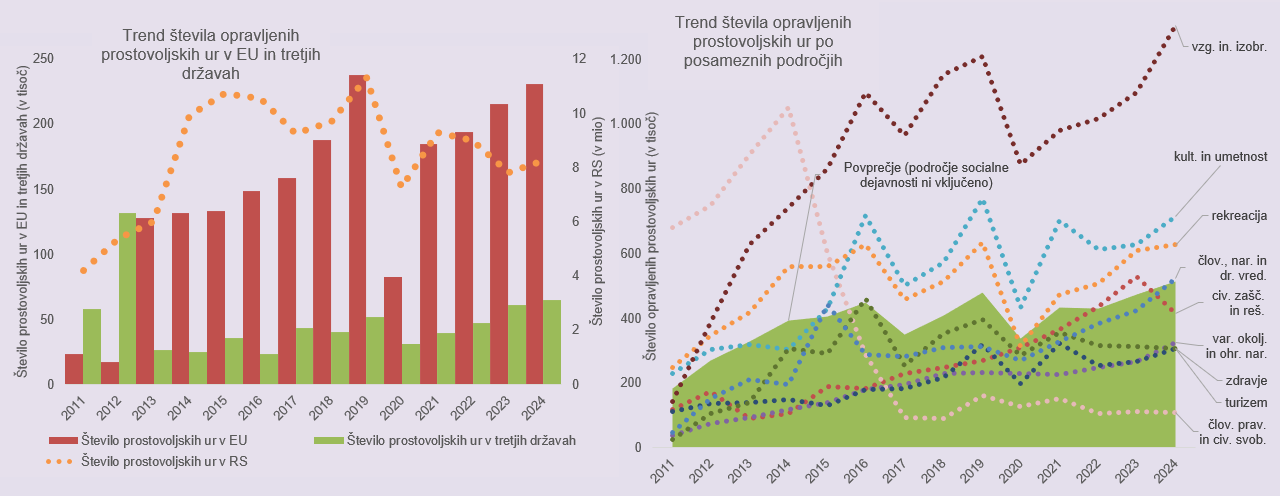 Trend števila opravljenih
prostovoljskih ur v EU in tretjih
državah
Število prostovoljskih ur v EU in tretjih državah (v tisoč)
250
200
150
100
50
0
12
10
8
6
4
2
0
Število prostovoljskih ur v RS (v mio)
2011
2012
2013
2014
2015
2016
2017
2018
2019
2020
2021
2022
2023
2024
Število prostovoljskih ur v EU
Število prostovoljskih ur v tretjih državah
Število prostovoljskih ur v RS
Trend števila opravljenih
prostovoljskih ur po
posameznih področjih
Število opravljenih prostovoljskih ur (v tisoč)
1.200
1.000
800
600
400
200
0
Povprečje (področje socialne
dejavnosti ni vključeno)
vzg. in. izobr.
kult. in umetnost
rekreacija
člov., nar. in
dr. vred.
civ. zašč.
in reš.
var. okolj.
in ohr. nar.
zdravje
turizem
člov. prav.
in civ. svob.
2011
2012
2013
2014
2015
2016
2017
2018
2019
2020
2021
2022
2023
2024